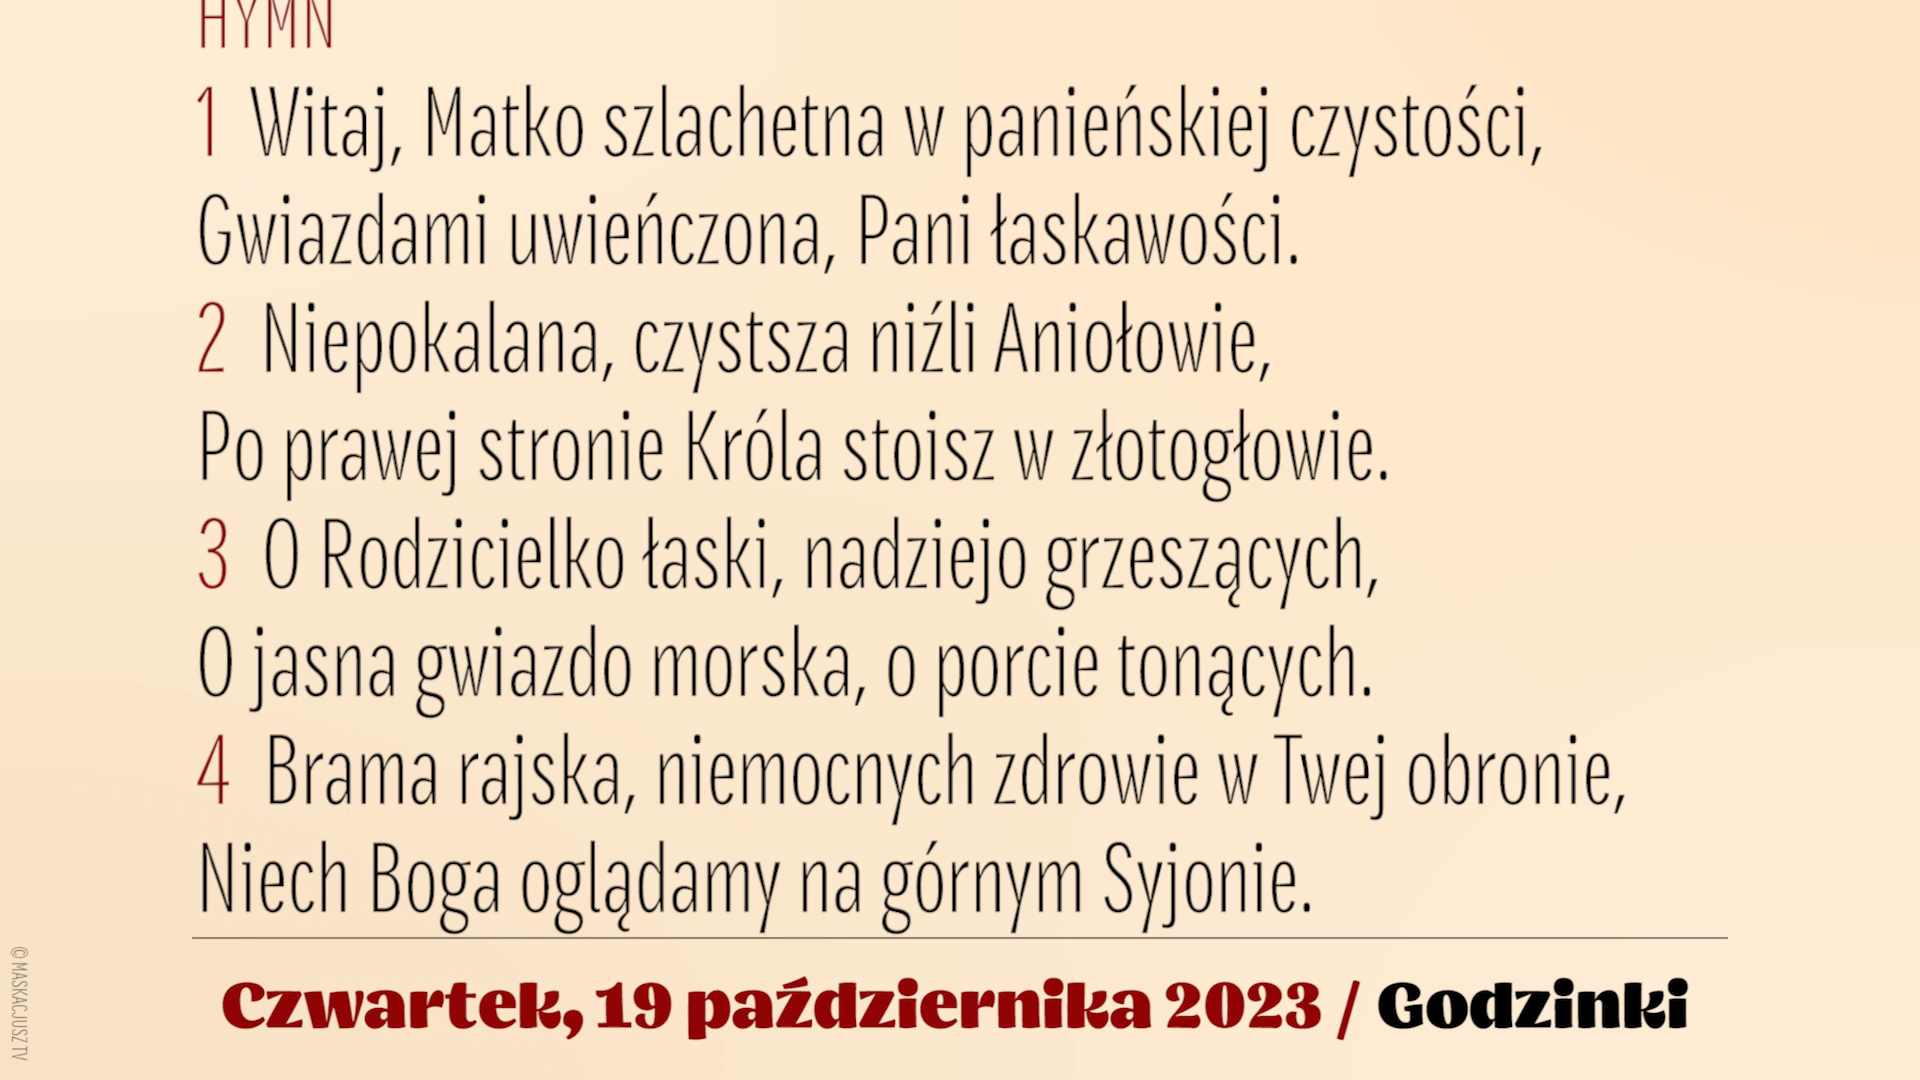 HYMN
1 Witaj, Matko szlachetna w panieńskiej czystości,
Gwiazdami uwieńczona, Pani łaskawości.
2 Niepokalana, czystsza niźli Aniołowie,
Po prawej stronie Króla stoisz w złotogłowie.
3 O Rodzicielko łaski, nadziejo grzeszących,
O jasna gwiazdo morska, o porcie tonących.
4 Brama rajska, niemocnych zdrowie w Twej obronie,
Niech Boga oglądamy na górnym Syjonie.
Czwartek, 19 października 2023 / Godzinki
© MASKACJUSZ TV